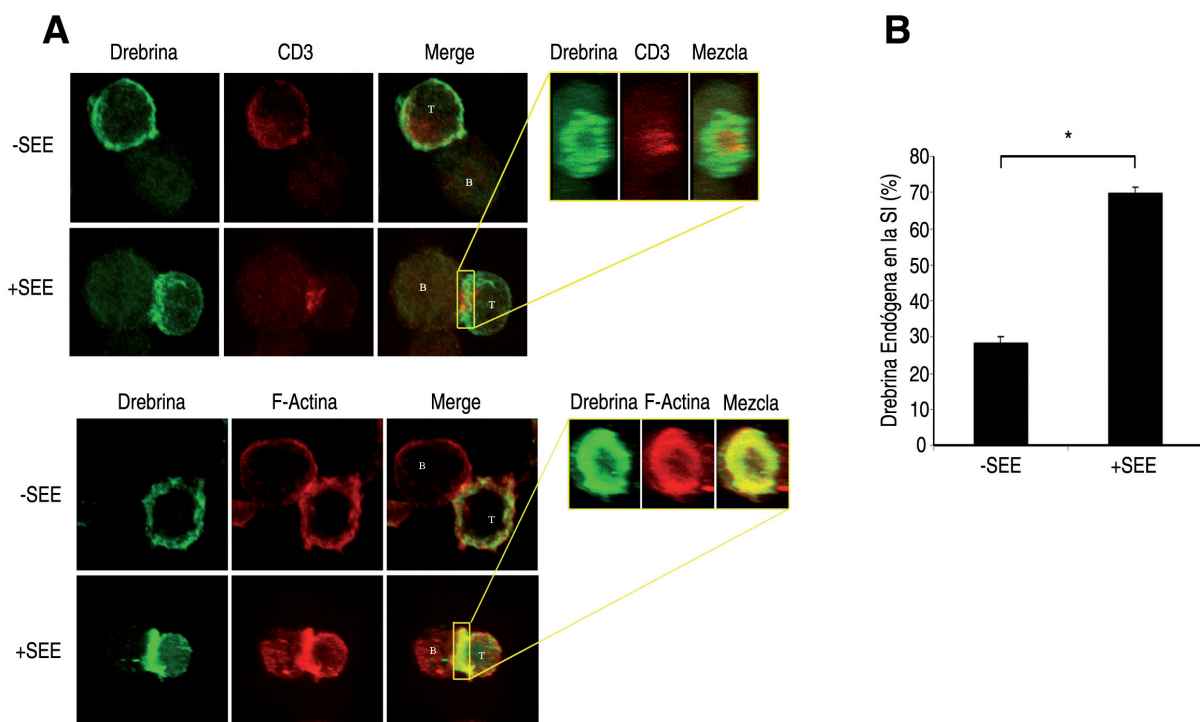 A
Drebrina CD3 Merge
Drebrina CD3 Mezcla
-SEE
T
B
+SEE
B
T
Drebrina F-Actina Merge
Drebrina F-Actina Mezcla
-SEE
B
T
+SEE
B
T
B
*
Drebrina Endógena en la SI (%)
80
70
60
50
40
30
20
10
0
-SEE +SEE